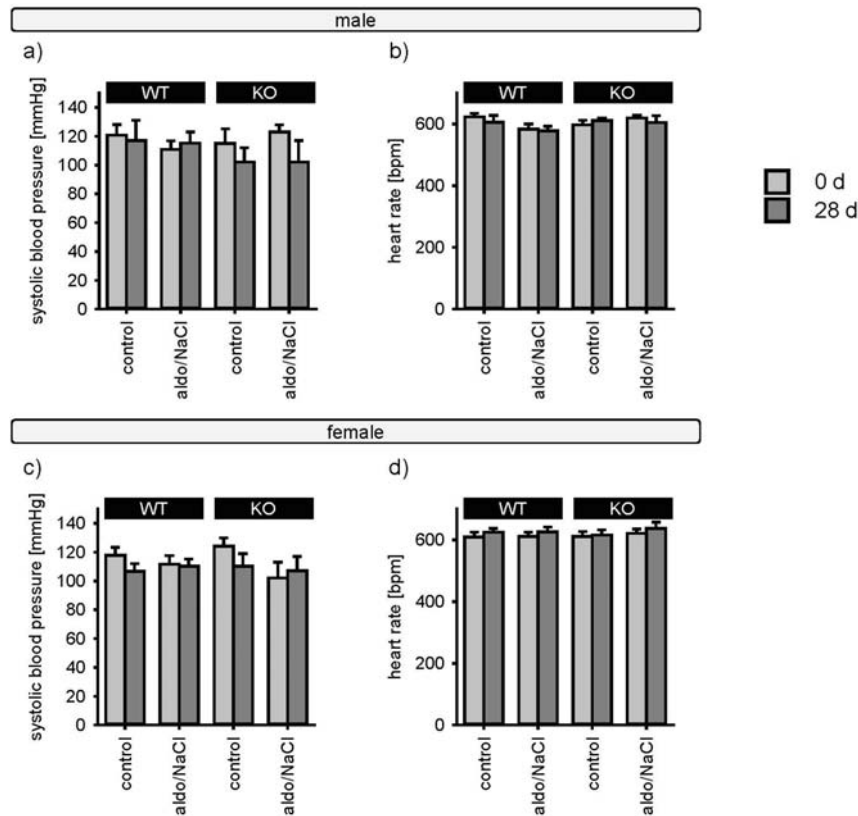 male
a)
b)
WT KO
WT KO
systolic blood pressure [mmHg]
140
120
100
80
60
40
20
0
control
aldo/NaCl
control
aldo/NaCl
heart rate [bpm]
600
400
200
0
control
aldo/NaCl
control
aldo/NaCl
0 d
28 d
female
c)
d)
WT KO
WT KO
systolic blood pressure [mmHg]
140
120
100
80
60
40
20
0
control
aldo/NaCl
control
aldo/NaCl
heart rate [bpm]
600
400
200
0
control
aldo/NaCl
control
aldo/NaCl